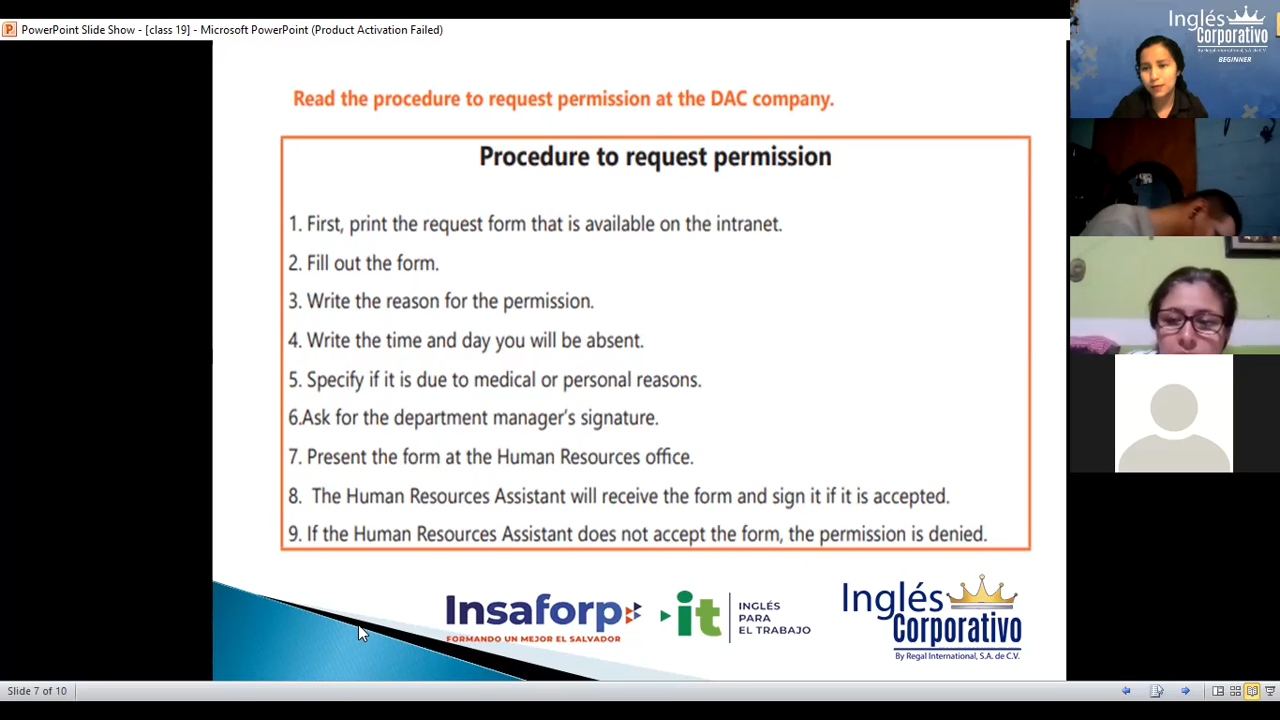 PowerPoint Slide Show - [class 19] - Microsoft PowerPoint (Product Activation Failed)
Inglés
Corporativo
By Regal International, S.A. de C.V.
BEGINNER
Read the procedure to request permission at the DAC company.
Procedure to request permission
1. First, print the request form that is available on the intranet.
2. Fill out the form.
3. Write the reason for the permission.
4. Write the time and day you will be absent.
5. Specify if it is due to medical or personal reasons.
6.Ask for the department manager's signature.
7. Present the form at the Human Resources office.
8. The Human Resources Assistant will receive the form and sign it if it is accepted.
9. If the Human Resources Assistant does not accept the form, the permission is denied.
Insaforp
FORMANDO UN MEJOR EL SALVADOR
it
INGLÉS
PARA
EL TRABAJO
Inglés
Corporativo
By Regal International, S.A. de C.V.
Slide 7 of 10